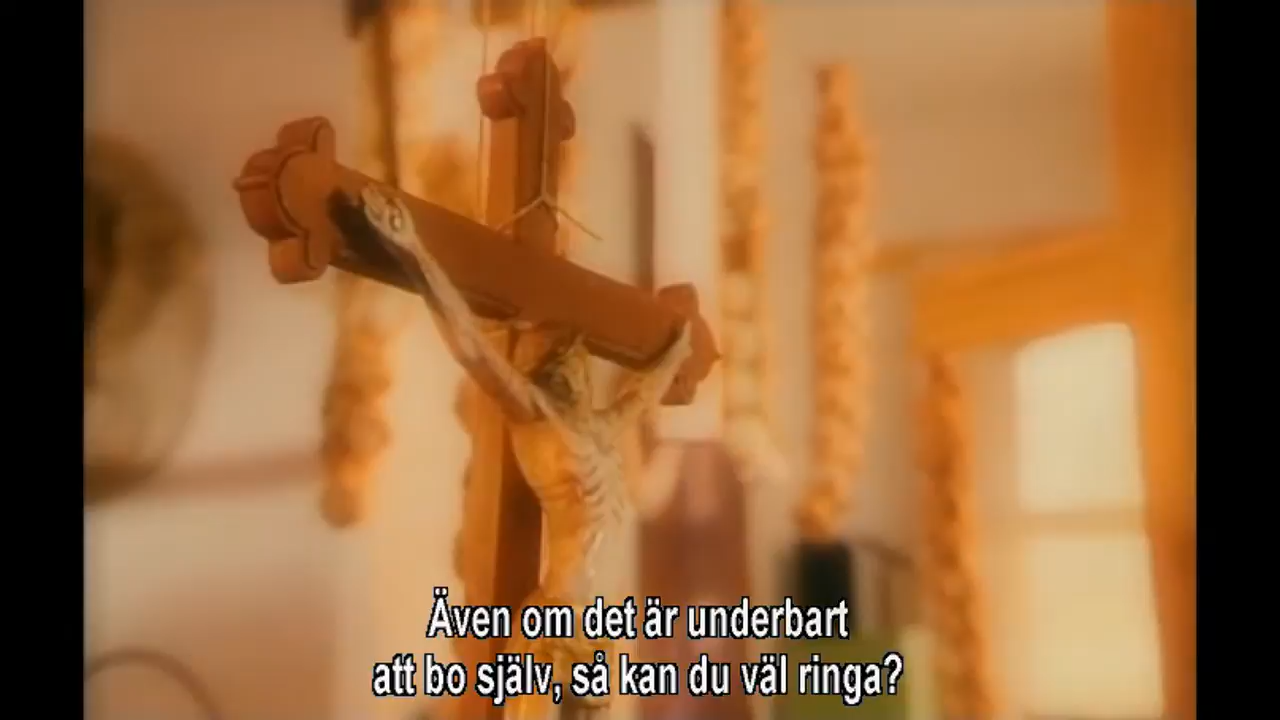 Även om det är underbart
att bo själv, så kan du väl ringa?